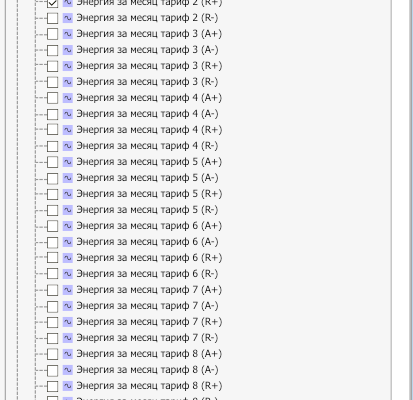 Энергия за месяц тариф 2 (R+)
Энергия за месяц тариф 2 (R-)
Энергия за месяц тариф 3 (A+)
Энергия за месяц тариф 3 (A-)
Энергия за месяц тариф 3 (R+)
Энергия за месяц тариф 3 (R-)
Энергия за месяц тариф 4 (A+)
Энергия за месяц тариф 4 (A-)
Энергия за месяц тариф 4 (R+)
Энергия за месяц тариф 4 (R-)
Энергия за месяц тариф 5 (A+)
Энергия за месяц тариф 5 (A-)
Энергия за месяц тариф 5 (R+)
Энергия за месяц тариф 5 (R-)
Энергия за месяц тариф 6 (A+)
Энергия за месяц тариф 6 (A-)
Энергия за месяц тариф 6 (R+)
Энергия за месяц тариф 6 (R-)
Энергия за месяц тариф 7 (A+)
Энергия за месяц тариф 7 (A-)
Энергия за месяц тариф 7 (R+)
Энергия за месяц тариф 7 (R-)
Энергия за месяц тариф 8 (A+)
Энергия за месяц тариф 8 (A-)
Энергия за месяц тариф 8 (R+)